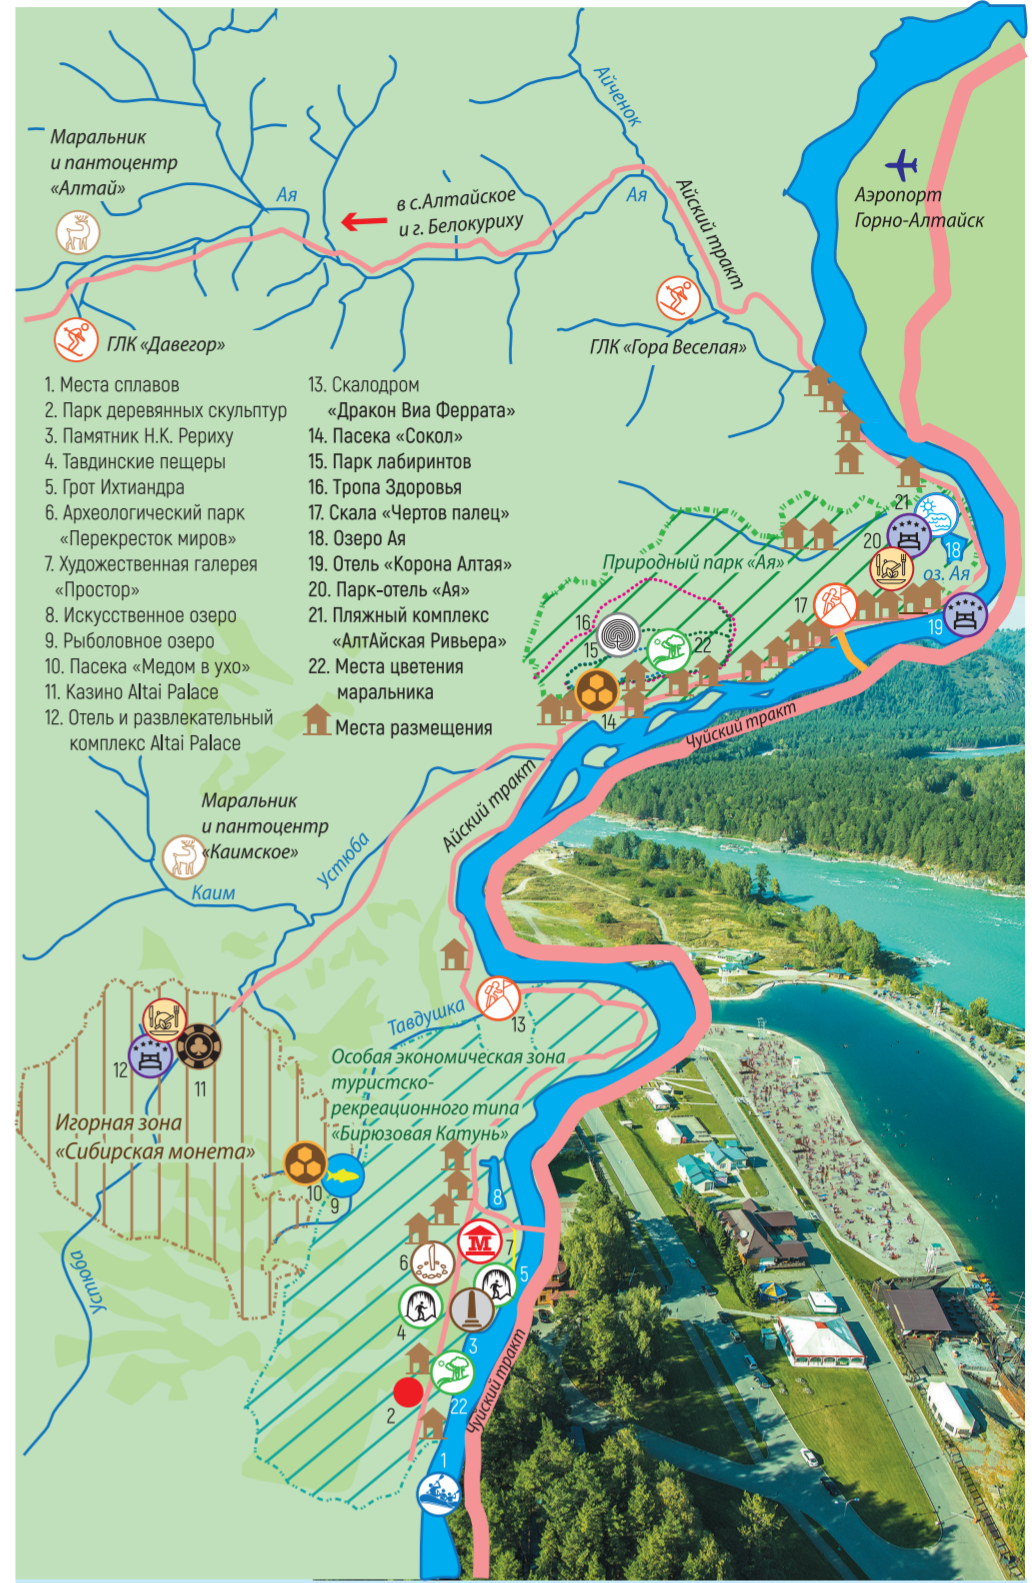 Айченок
Маральник
и пантоцентр
«Алтай»
Ая
в с.Алтайское
и г. Белокуриху
Ая
Айский тракт
Аэропорт
Горно-Алтайск
ГЛК «Давегор»
ГЛК «Гора Веселая»
1. Места сплавов
2. Парк деревянных скульптур
3. Памятник Н.К. Рериху
4. Тавдинские пещеры
5. Грот Ихтиандра
6. Археологический парк
«Перекресток миров»
7. Художественная галерея
«Простор»
8. Искусственное озеро
9. Рыболовное озеро
10. Пасека «Медом в ухо»
11. Казино Altai Palace
12. Отель и развлекательный
комплекс Altai Palace
13. Скалодром
«Дракон Виа Феррата»
14. Пасека «Сокол»
15. Парк лабиринтов
16. Тропа Здоровья
17. Скала «Чертов палец»
18. Озеро Ая
19. Отель «Корона Алтая»
20. Парк-отель «Ая»
21. Пляжный комплекс
«АлтАйская Ривьера»
22. Места цветения
маральника
Места размещения
21
20
18
Природный парк «Ая»
оз. Ая
17
19
16
15
22
14
Чуйский тракт
Айский тракт
Маральник
и пантоцентр
«Каимское»
Устюба
Каим
Тавдушка
13
Особая экономическая зона
туристско-
рекреационного типа
«Бирюзовая Катунь»
12
11
Игорная зона
«Сибирская монета»
10
9
8
Устюба
6
М
7
5
4
3
22
2
Чуйский тракт
1